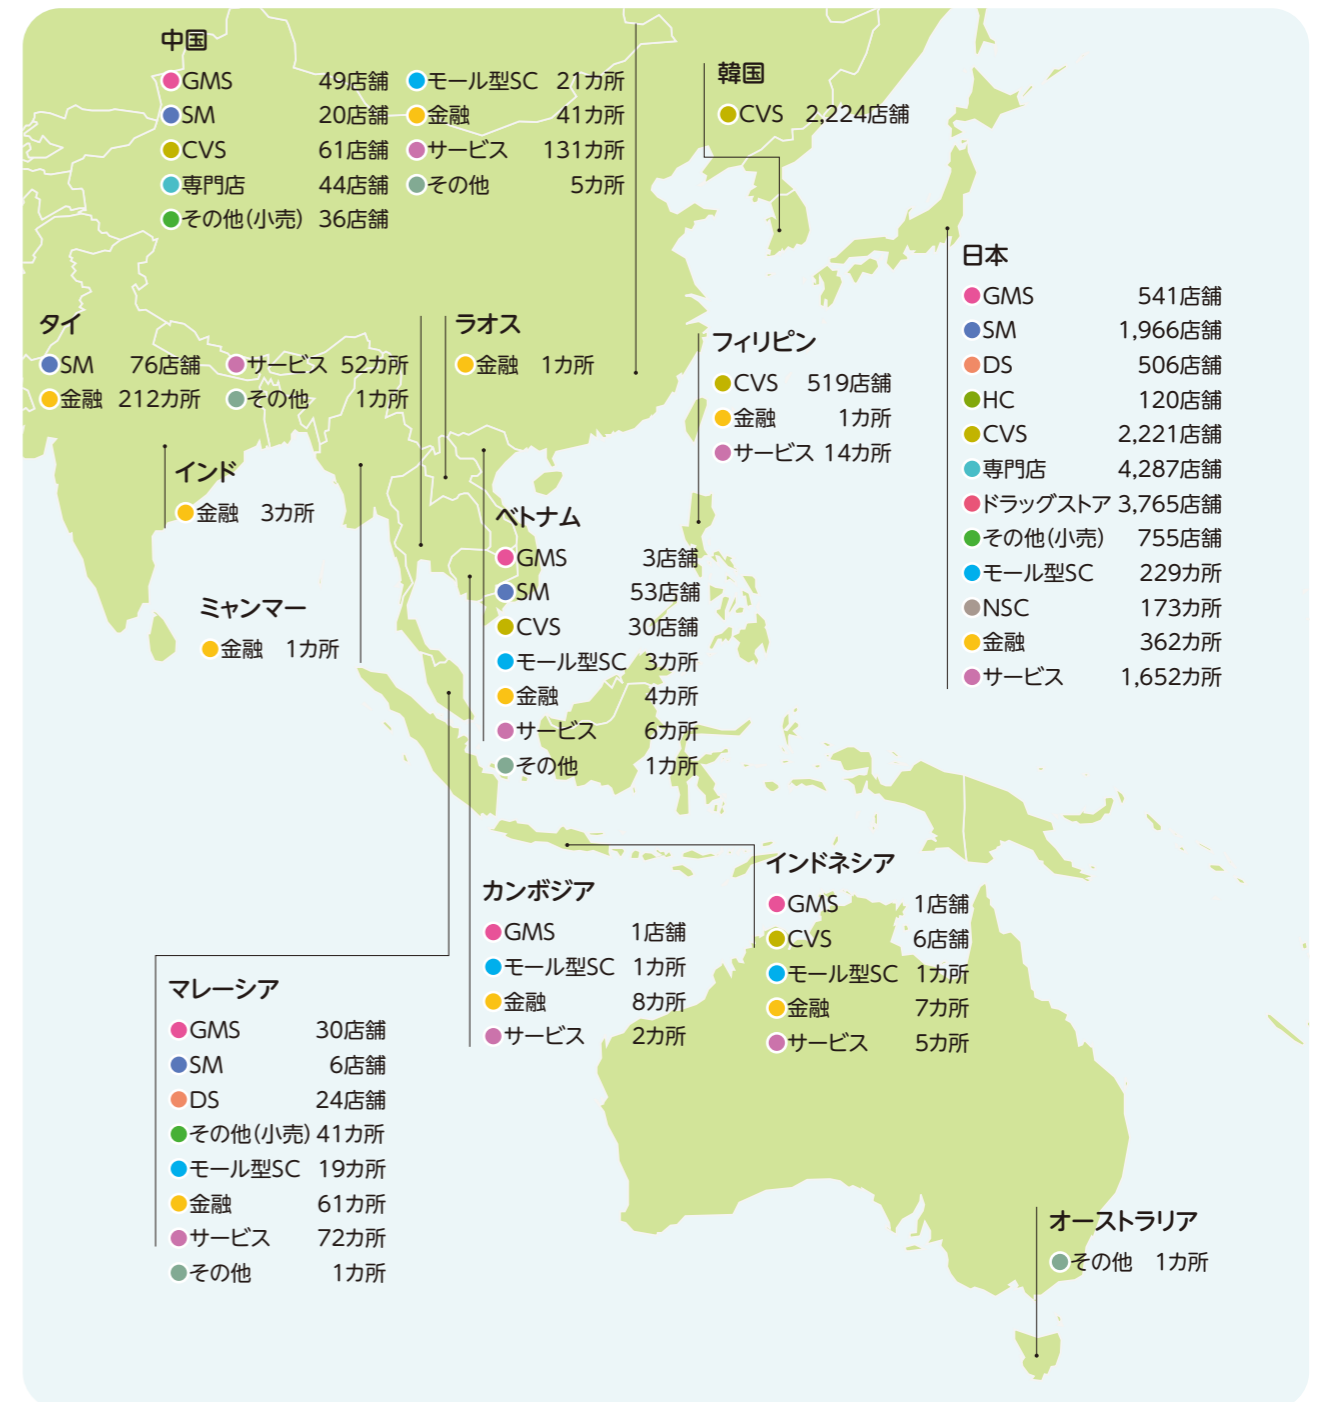 中国
GMS 49店舗
SM 20店舗
CVS 61店舗
専門店 44店舗
その他(小売) 36店舗
モール型SC 21カ所
金融 41カ所
サービス 131カ所
その他 5カ所
韓国
CVS 2,224店舗
日本
GMS 541店舗
SM 1,966店舗
DS 506店舗
HC 120店舗
CVS 2,221店舗
専門店 4,287店舗
ドラッグストア 3,765店舗
その他(小売) 755店舗
モール型SC 229カ所
NSC 173カ所
金融 362カ所
サービス 1,652カ所
タイ
SM 76店舗
金融 212カ所
サービス 52カ所
その他 1カ所
ラオス
金融 1カ所
フィリピン
CVS 519店舗
金融 1カ所
サービス 14カ所
インド
金融 3カ所
ベトナム
GMS 3店舗
SM 53店舗
CVS 30店舗
モール型SC 3カ所
金融 4カ所
サービス 6カ所
その他 1カ所
ミャンマー
金融 1カ所
カンボジア
GMS 1店舗
モール型SC 1カ所
金融 8カ所
サービス 2カ所
インドネシア
GMS 1店舗
CVS 6店舗
モール型SC 1カ所
金融 7カ所
サービス 5カ所
マレーシア
GMS 30店舗
SM 6店舗
DS 24店舗
その他(小売) 41カ所
モール型SC 19カ所
金融 61カ所
サービス 72カ所
その他 1カ所
オーストラリア
その他 1カ所